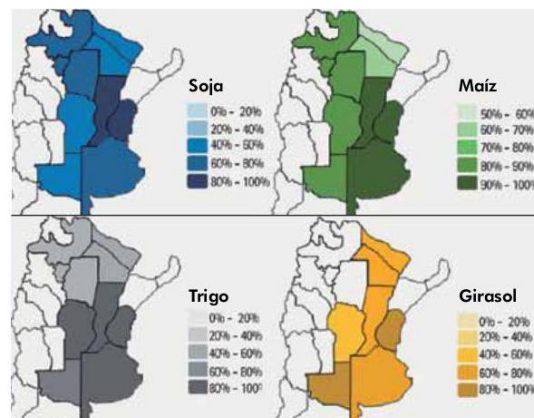 Soja
0% - 20%
20% - 40%
40% - 60%
60% - 80%
80% - 100%
Maíz
50% - 60%
60% - 70%
70% - 80%
80% - 90%
90% - 100%
Trigo
0% - 20%
20% - 40%
40% - 60%
60% - 80%
80% - 100%
Girasol
0% - 20%
20% - 40%
40% - 60%
60% - 80%
80% - 100%